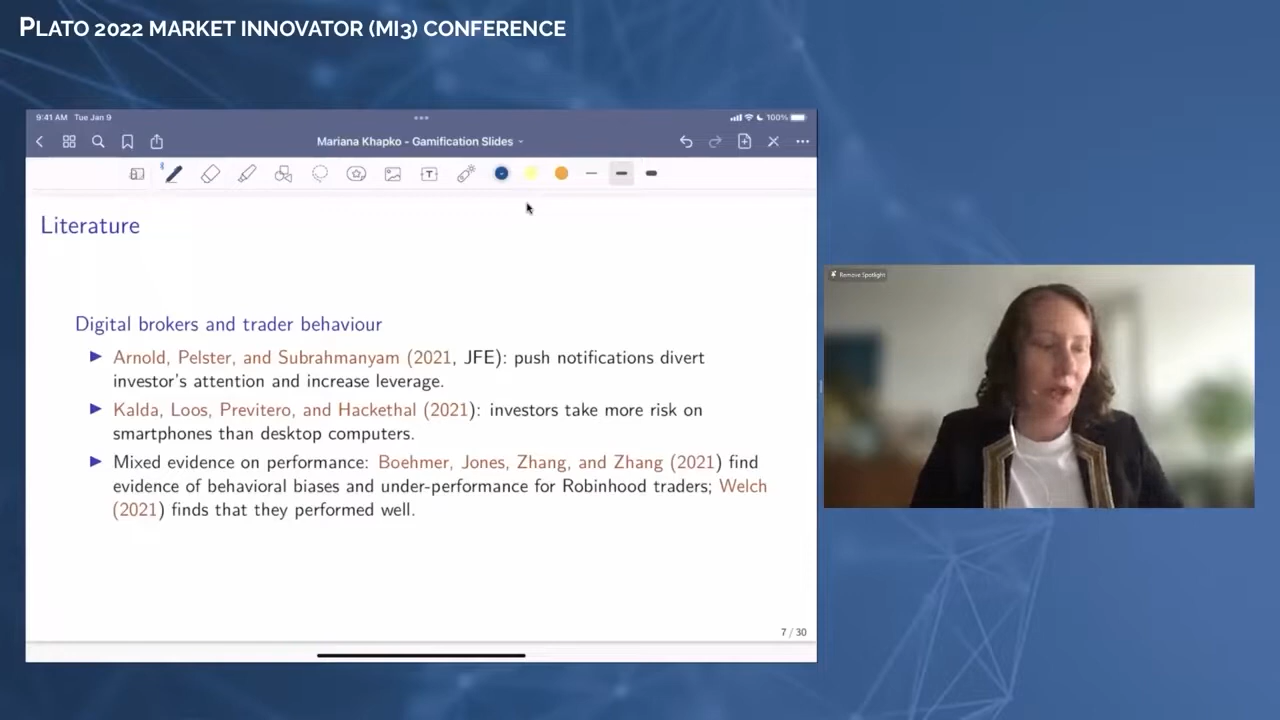 PLATO 2022 MARKET INNOVATOR (MI3) CONFERENCE
9:41 AM Tue Jan 9
100%
Mariana Khapko - Gamification Slides
T
Literature
Digital brokers and trader behaviour
▶ Arnold, Pelster, and Subrahmanyam (2021, JFE): push notifications divert
investor's attention and increase leverage.
▶ Kalda, Loos, Previtero, and Hackethal (2021): investors take more risk on
smartphones than desktop computers.
▶ Mixed evidence on performance: Boehmer, Jones, Zhang, and Zhang (2021) find
evidence of behavioral biases and under-performance for Robinhood traders; Welch
(2021) finds that they performed well.
7 / 30
Remove Spotlight